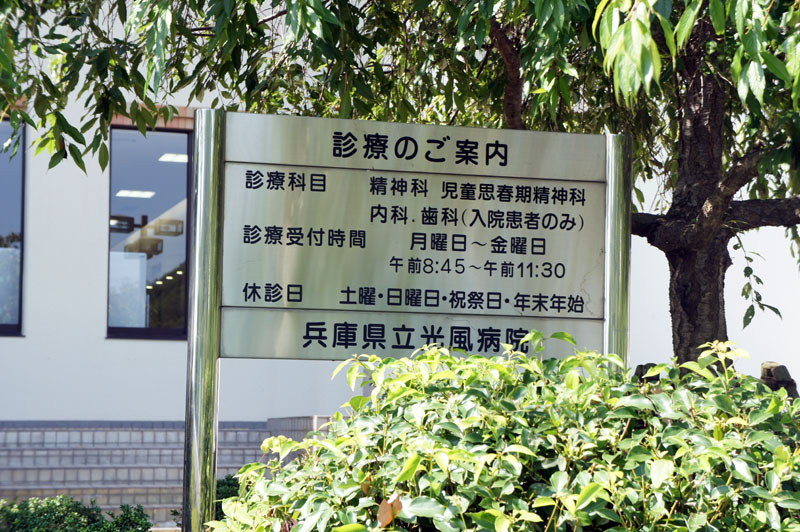 診療のご案内
診療科目 精神科 児童思春期精神科
内科.歯科(入院患者のみ)
診療受付時間 月曜日～金曜日
午前8:45～午前11:30
休診日 土曜・日曜日・祝祭日・年末年始
兵庫県立光風病院